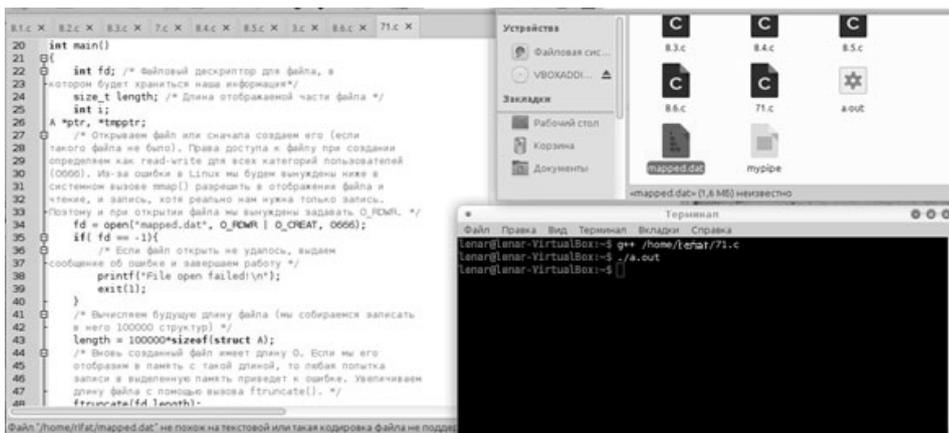 8.1.c × 8.2.c × 8.3.c × 7.c × 8.4.c × 8.5.c × 3.c × 8.6.c × 71.c ×
20 int main()
21 {
22 int fd; /* Файловый дескриптор для файла, в
23 котором будет храниться наша информация*/
24 size_t length; /* Длина отображаемой части файла */
25 int i;
26 A *ptr, *tmpptr;
27 /* Открываем файл или сначала создаем его (если
28 такого файла не было). Права доступа к файлу при создании
29 определяем как read-write для всех категорий пользователей
30 (0666). Из-за ошибки в Linux мы будем вынуждены ниже в
31 системном вызове mmap() разрешить в отображении файла и
32 чтение, и запись, хотя реально нам нужна только запись.
33 Поэтому и при открытии файла мы вынуждены задавать O_RDWR. */
34 fd = open("mapped.dat", O_RDWR | O_CREAT, 0666);
35 if( fd == -1){
36 /* Если файл открыть не удалось, выдаем
37 сообщение об ошибке и завершаем работу */
38 printf("File open failed!\n");
39 exit(1);
40 }
41 /* Вычисляем будущую длину файла (мы собираемся записать
42 в него 100000 структур) */
43 length = 100000*sizeof(struct A);
44 /* Вновь созданный файл имеет длину 0. Если мы его
45 отобразим в память с такой длиной, то любая попытка
46 записи в выделенную память приведет к ошибке. Увеличиваем
47 длину файла с помощью вызова ftruncate(). */
48 ftruncate(fd,length);
Файл "/home/rifat/mapped.dat" не похож на текстовой или такая кодировка файла не поддер
Устройства
Файловая сис...
VBOXADDI...
Закладки
Рабочий стол
Корзина
Документы
C C C
8.3.c 8.4.c 8.5.c
C C
8.6.c 71.c a.out
mapped.dat mypipe
«mapped.dat» (1,6 МБ) неизвестно
Терминал
Файл Правка Вид Терминал Вкладки Справка
lenar@lenar-VirtualBox:~$ g++ /home/lenar/71.c
lenar@lenar-VirtualBox:~$ ./a.out
lenar@lenar-VirtualBox:~$